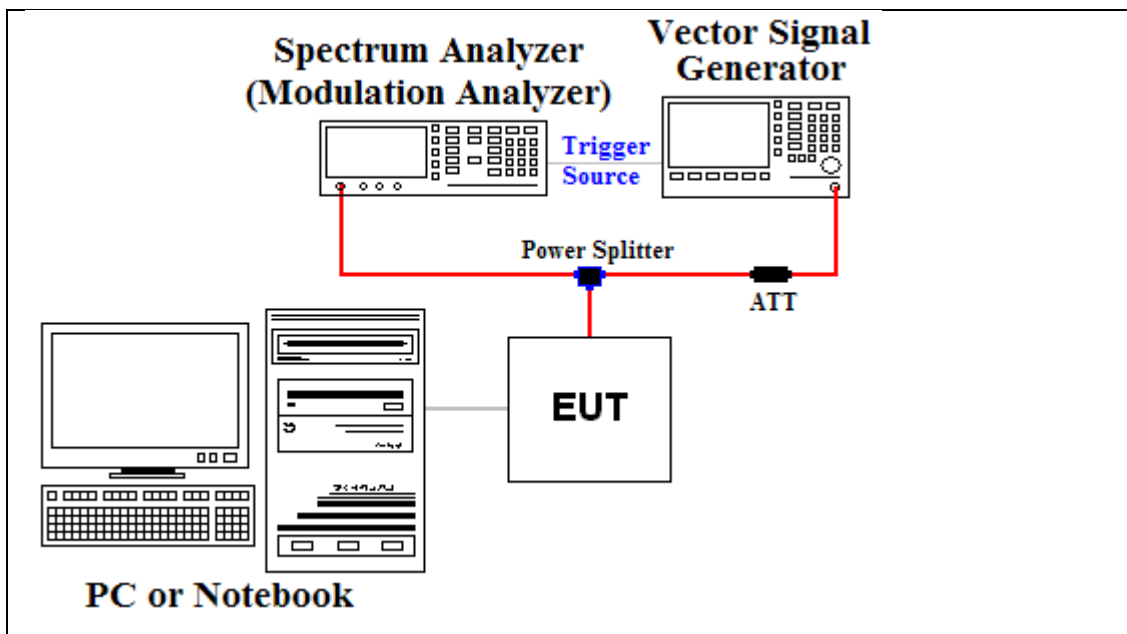 Spectrum Analyzer
(Modulation Analyzer)
Vector Signal
Generator
Trigger
Source
Power Splitter
ATT
EUT
PC or Notebook